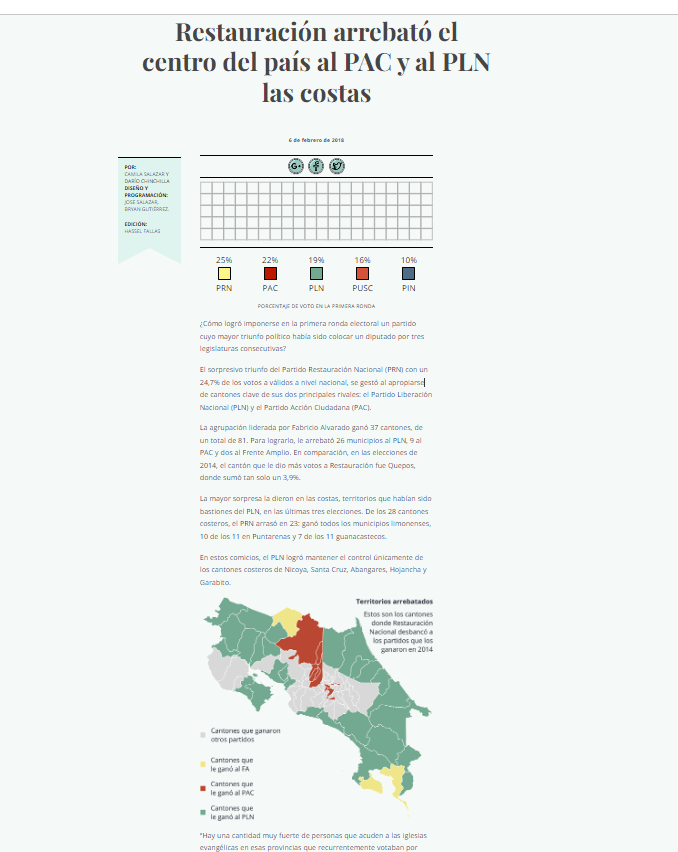 Restauración arrebató el
centro del país al PAC y al PLN
las costas
6 de febrero de 2018
POR:
CAMILA SALAZAR Y
DARÍO CHINCHILLA
DISEÑO Y
PROGRAMACIÓN:
JOSÉ SALAZAR,
BRYAN GUTIÉRREZ.
EDICIÓN:
HASSEL FALLAS
G+
25% 22% 19% 16% 10%
PRN PAC PLN PUSC PIN
PORCENTAJE DE VOTO EN LA PRIMERA RONDA
¿Cómo logró imponerse en la primera ronda electoral un partido
cuyo mayor triunfo político había sido colocar un diputado por tres
legislaturas consecutivas?
El sorpresivo triunfo del Partido Restauración Nacional (PRN) con un
24,7% de los votos a válidos a nivel nacional, se gestó al apropiarse
de cantones clave de sus dos principales rivales: el Partido Liberación
Nacional (PLN) y el Partido Acción Ciudadana (PAC).
La agrupación liderada por Fabricio Alvarado ganó 37 cantones, de
un total de 81. Para lograrlo, le arrebató 26 municipios al PLN, 9 al
PAC y dos al Frente Amplio. En comparación, en las elecciones de
2014, el cantón que le dio más votos a Restauración fue Quepos,
donde sumó tan solo un 3,9%.
La mayor sorpresa la dieron en las costas, territorios que habían sido
bastiones del PLN, en las últimas tres elecciones. De los 28 cantones
costeros, el PRN arrasó en 23: ganó todos los municipios limonenses,
10 de los 11 en Puntarenas y 7 de los 11 guanacastecos.
En estos comicios, el PLN logró mantener el control únicamente de
los cantones costeros de Nicoya, Santa Cruz, Abangares, Hojancha y
Garabito.
Territorios arrebatados
Estos son los cantones
donde Restauración
Nacional desbancó a
los partidos que los
ganaron en 2014
Cantones que ganaron
otros partidos
Cantones que
le ganó al FA
Cantones que
le ganó al PAC
Cantones que
le ganó al PLN
"Hay una cantidad muy fuerte de personas que acuden a las iglesias
evangélicas en esas provincias que recurrentemente votaban por